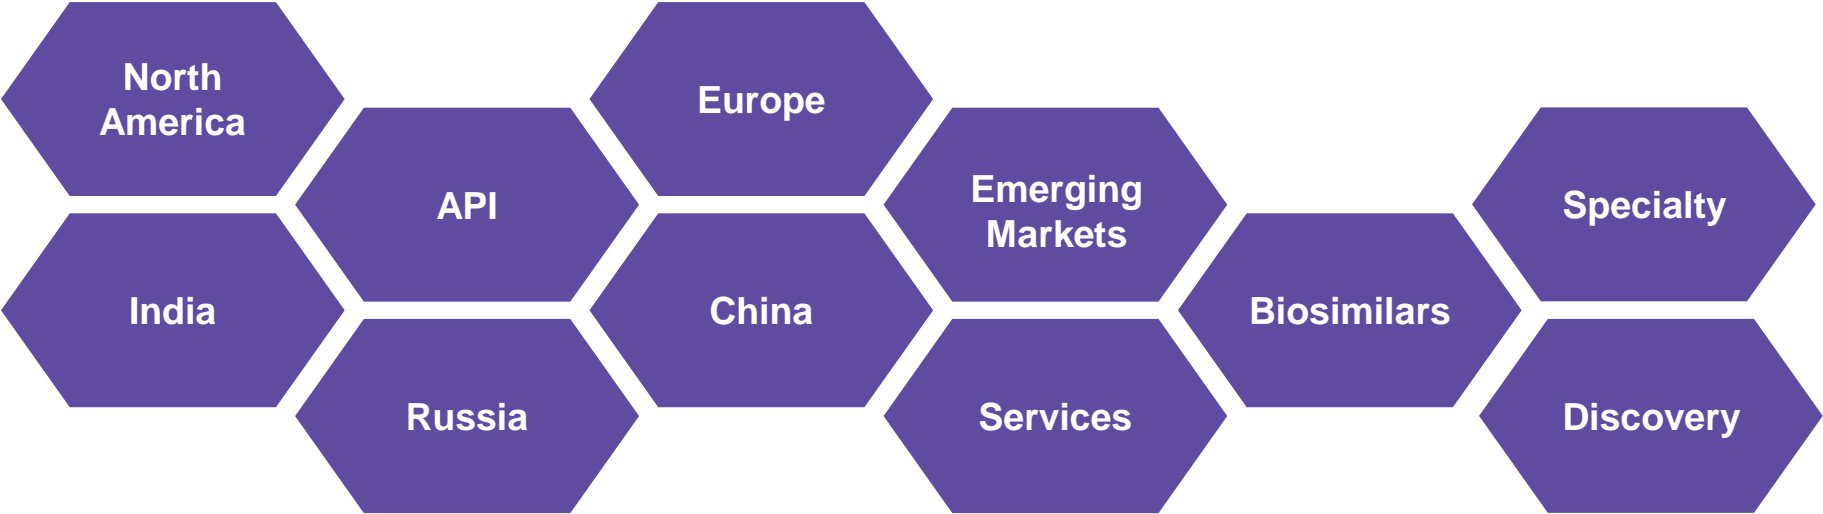 North
America
Europe
API
Emerging
Markets
Specialty
India
China
Biosimilars
Russia
Services
Discovery